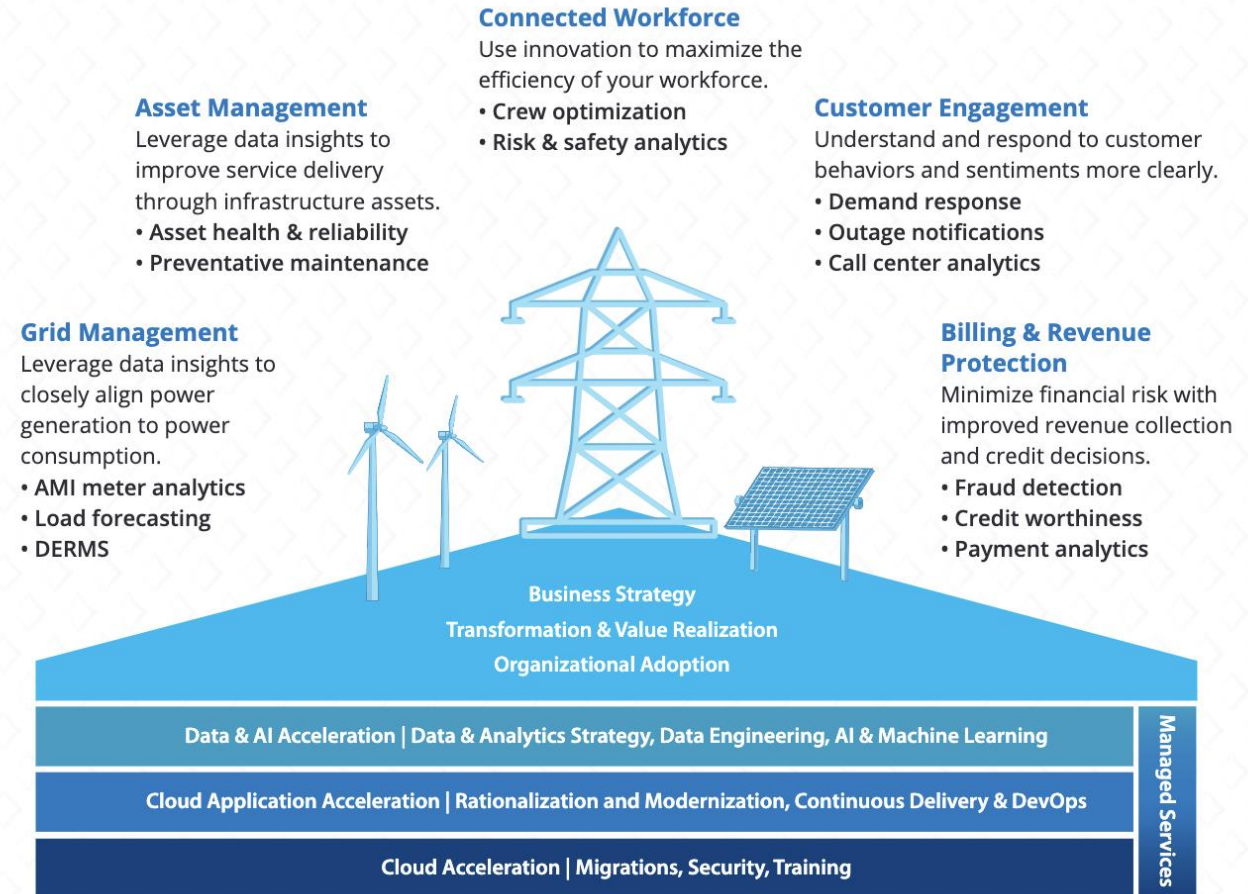 Connected Workforce
Use innovation to maximize the
efficiency of your workforce.
• Crew optimization
• Risk & safety analytics
Asset Management
Leverage data insights to
improve service delivery
through infrastructure assets.
• Asset health & reliability
• Preventative maintenance
Customer Engagement
Understand and respond to customer
behaviors and sentiments more clearly.
• Demand response
• Outage notifications
• Call center analytics
Grid Management
Leverage data insights to
closely align power
generation to power
consumption.
• AMI meter analytics
• Load forecasting
• DERMS
Billing & Revenue
Protection
Minimize financial risk with
improved revenue collection
and credit decisions.
• Fraud detection
• Credit worthiness
• Payment analytics
Business Strategy
Transformation & Value Realization
Organizational Adoption
Data & AI Acceleration | Data & Analytics Strategy, Data Engineering, AI & Machine Learning
Cloud Application Acceleration | Rationalization and Modernization, Continuous Delivery & DevOps
Cloud Acceleration | Migrations, Security, Training
Managed Services